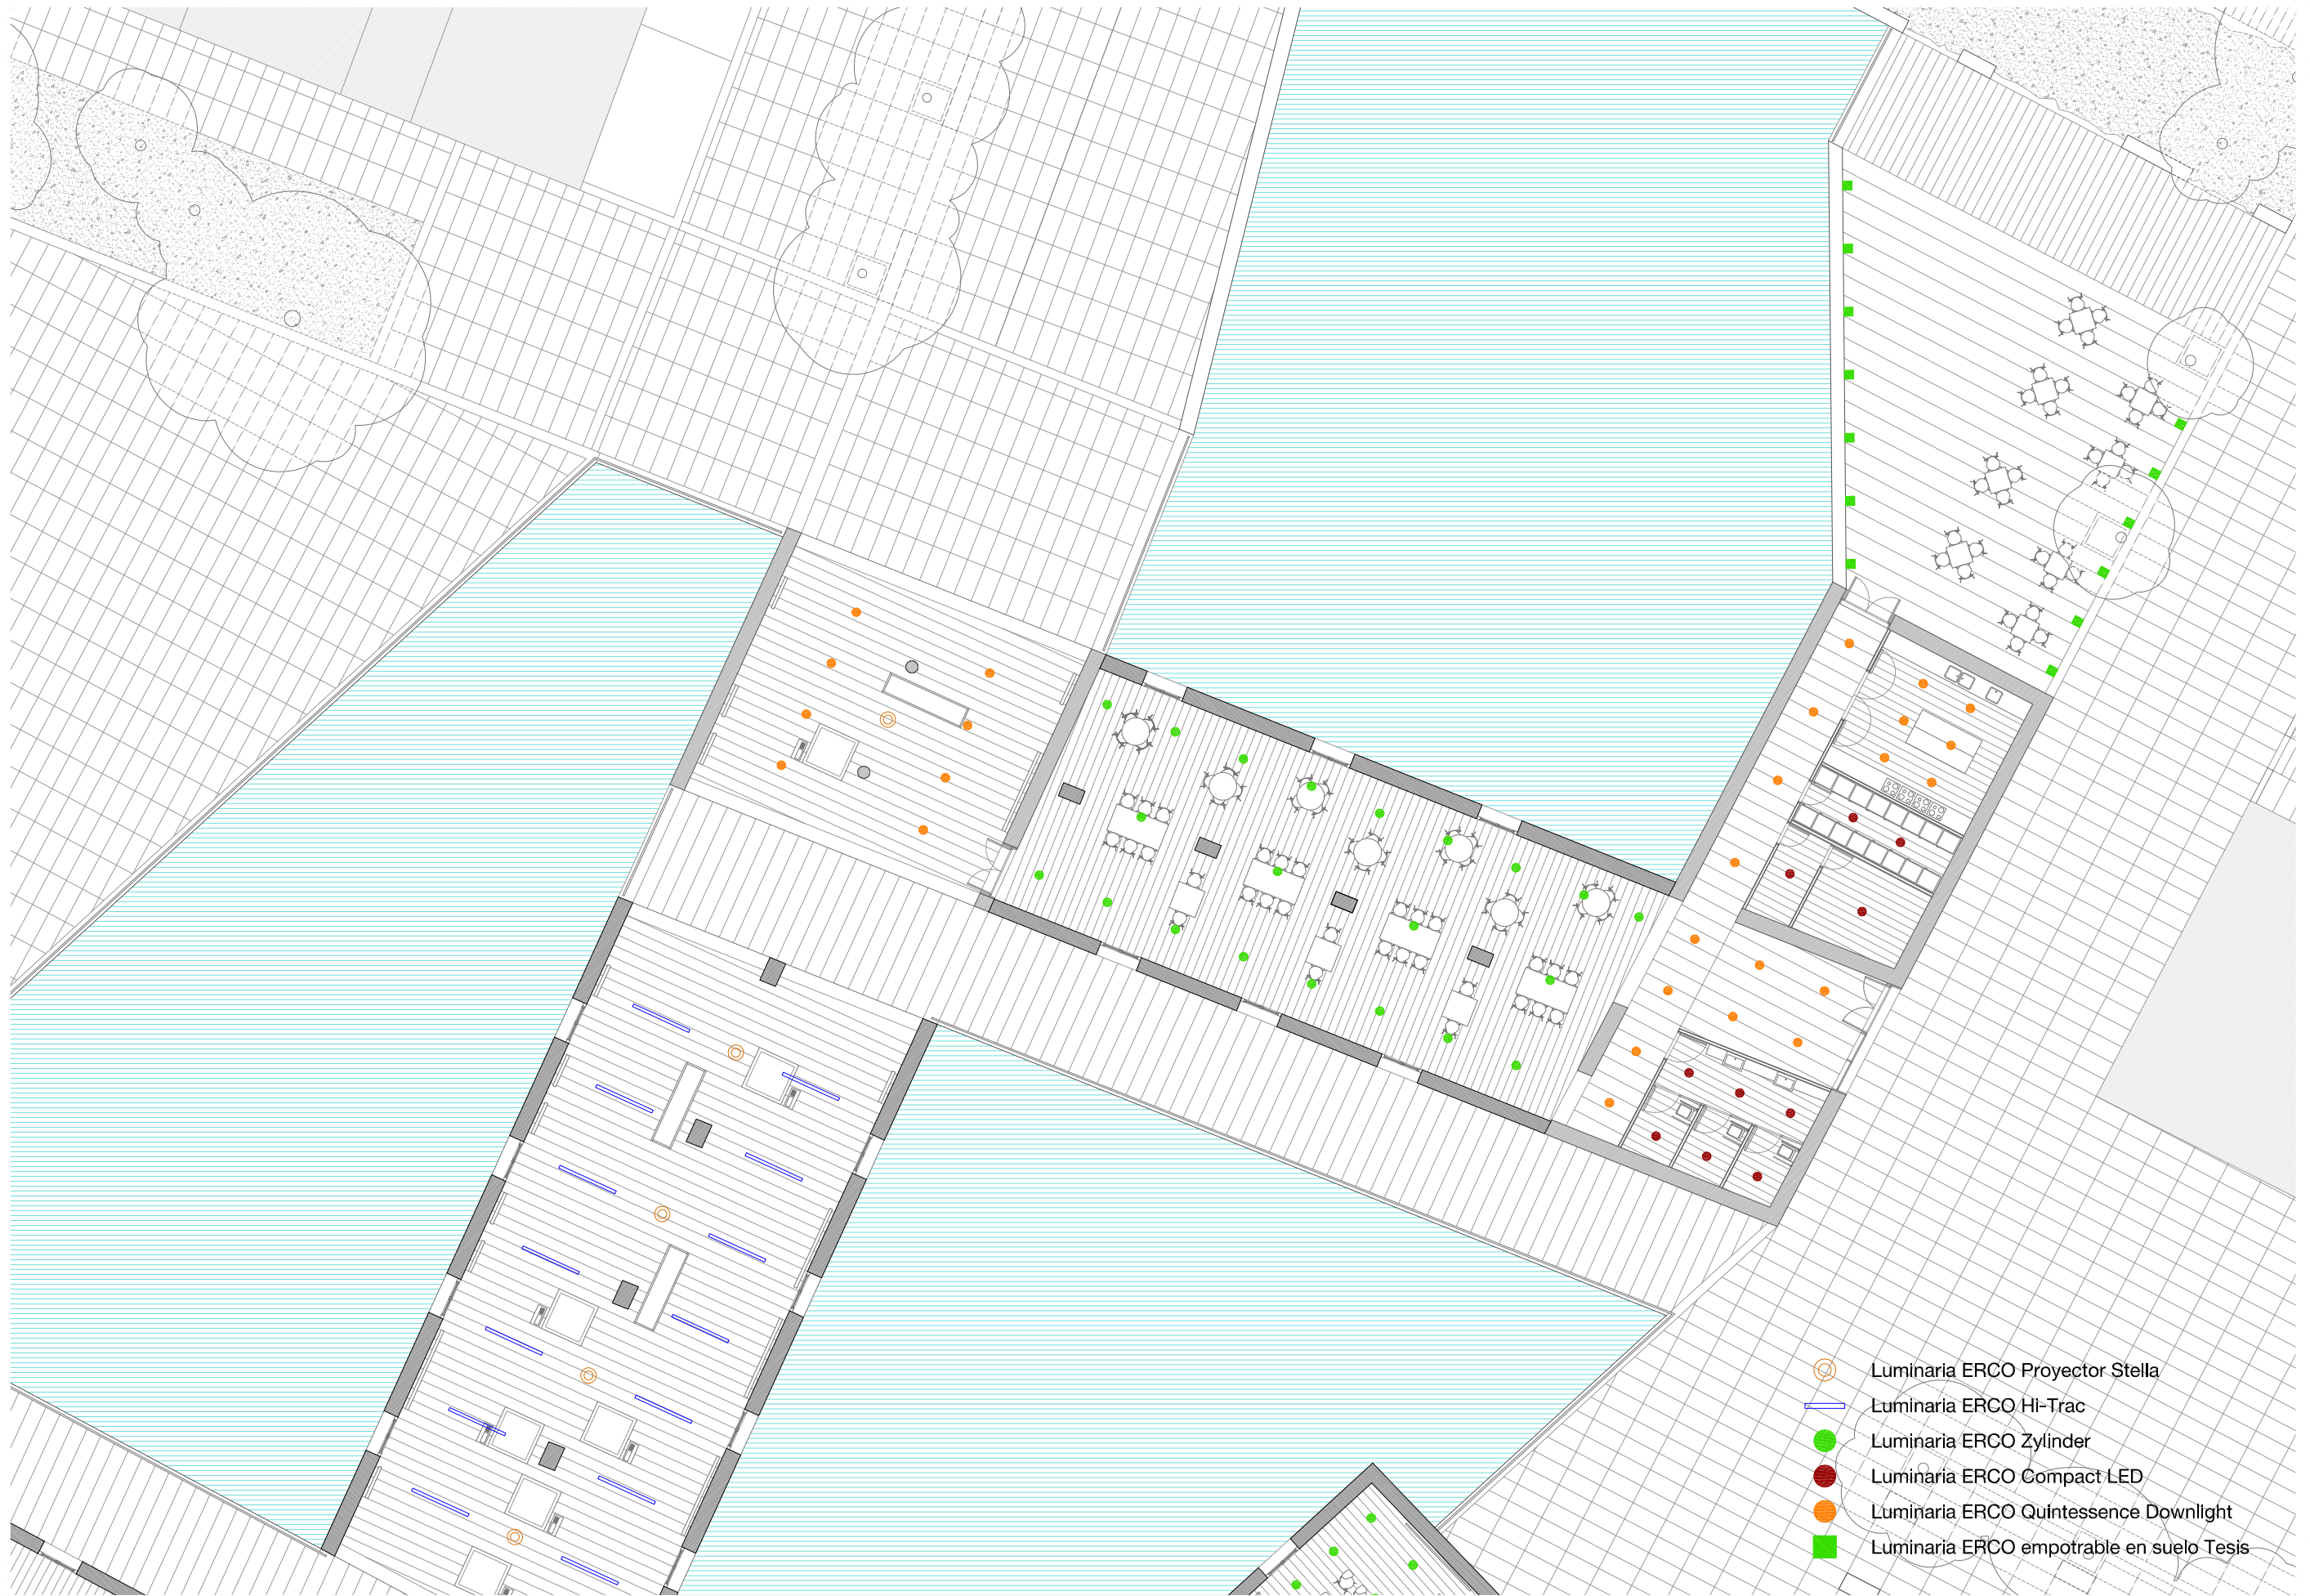 Luminaria ERCO Proyector Stella
Luminaria ERCO Hi-Trac
Luminaria ERCO Zylinder
Luminaria ERCO Compact LED
Luminaria ERCO Quintessence Downlight
Luminaria ERCO empotrable en suelo Tesis